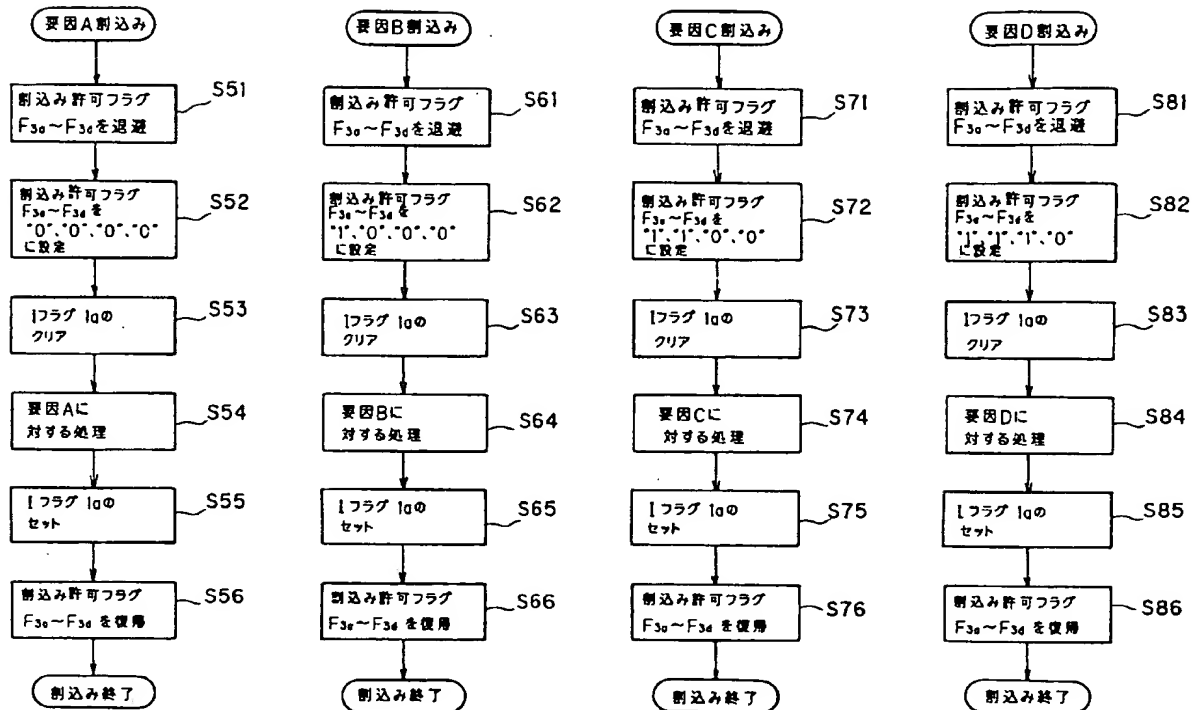 要因A割込み
割込み許可フラグ
F3a～F3dを退避
S51
割込み許可フラグ
F3a～F3dを
"0"、"0"、"0"、"0"
に設定
S52
Iフラグ 1aの
クリア
S53
要因Aに
対する処理
S54
Iフラグ 1aの
セット
S55
割込み許可フラグ
F3a～F3dを復帰
S56
割込み終了
要因B割込み
割込み許可フラグ
F3a～F3dを退避
S61
割込み許可フラグ
F3a～F3dを
"1"、"0"、"0"、"0"
に設定
S62
Iフラグ 1aの
クリア
S63
要因Bに
対する処理
S64
Iフラグ 1aの
セット
S65
割込み許可フラグ
F3a～F3dを復帰
S66
割込み終了
要因C割込み
割込み許可フラグ
F3a～F3dを退避
S71
割込み許可フラグ
F3a～F3dを
"1"、"1"、"0"、"0"
に設定
S72
Iフラグ 1aの
クリア
S73
要因Cに
対する処理
S74
Iフラグ 1aの
セット
S75
割込み許可フラグ
F3a～F3dを復帰
S76
割込み終了
要因D割込み
割込み許可フラグ
F3a～F3dを退避
S81
割込み許可フラグ
F3a～F3dを
"1"、"1"、"1"、"0"
に設定
S82
Iフラグ 1aの
クリア
S83
要因Dに
対する処理
S84
Iフラグ 1aの
セット
S85
割込み許可フラグ
F3a～F3dを復帰
S86
割込み終了